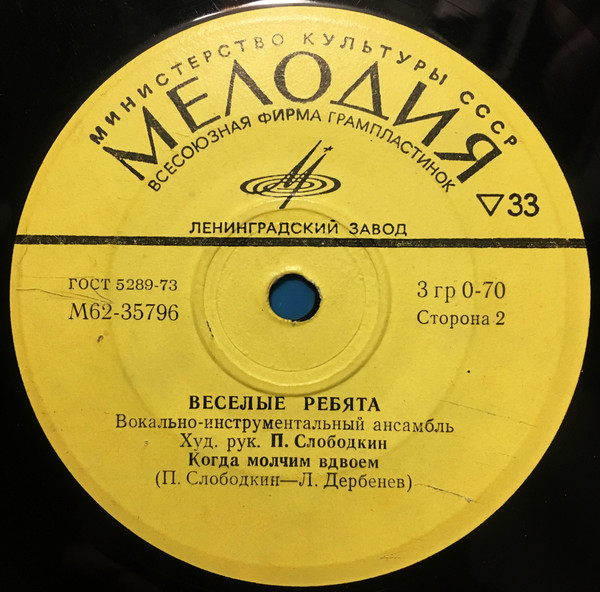 МИНИСТЕРСТВО КУЛЬТУРЫ СССР
МЕЛОДИЯ
ВСЕСОЮЗНАЯ ФИРМА ГРАМПЛАСТИНОК
▽33
ЛЕНИНГРАДСКИЙ ЗАВОД
ГОСТ 5289-73
М62-35796
3 гр 0-70
Сторона 2
ВЕСЕЛЫЕ РЕБЯТА
Вокально-инструментальный ансамбль
Худ. рук. П. Слободкин
Когда молчим вдвоем
(П. Слободкин—Л. Дербенев)